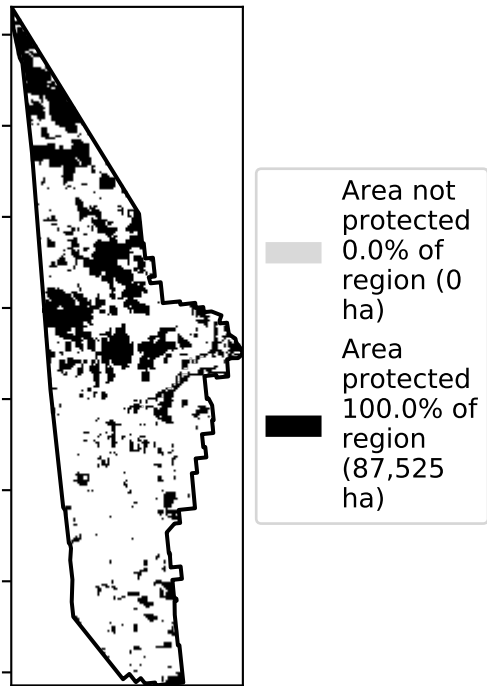 Area not
protected
0.0% of
region (0
ha)
Area
protected
100.0% of
region
(87,525
ha)